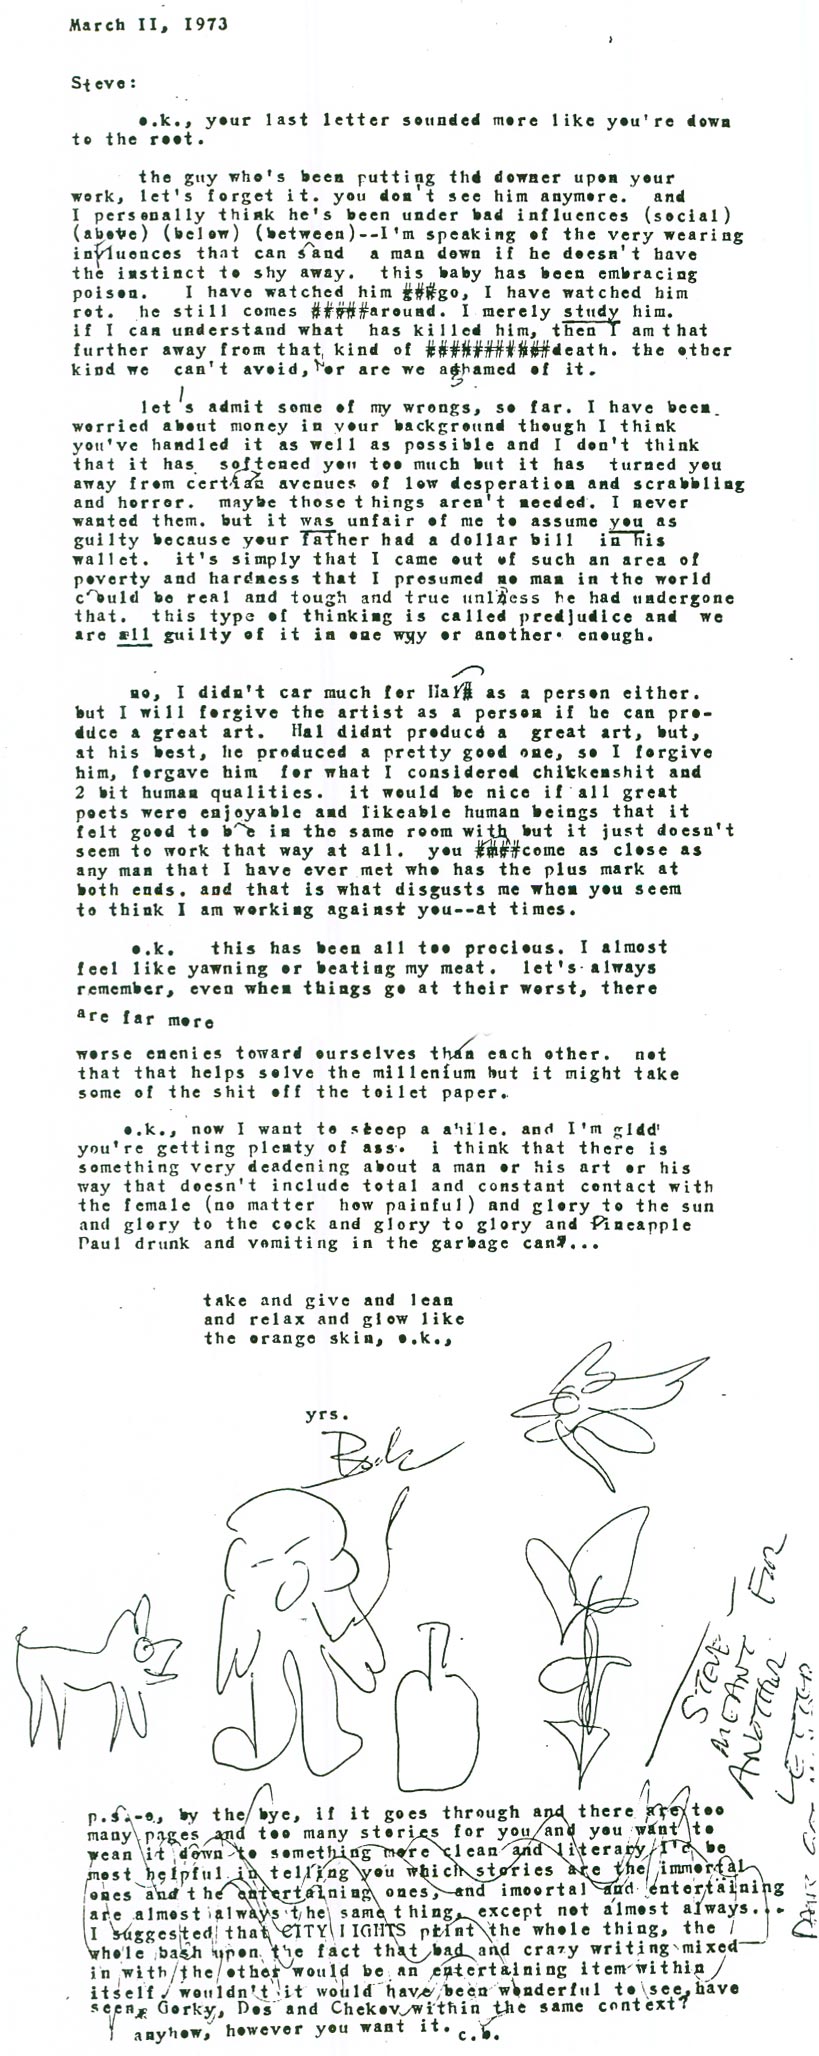 March II, 1973
Steve:
o.k., your last letter sounded more like you're down
to the root.
the guy who's been putting thd downer upon your
work, let's forget it. you don't see him anymore. and
I personally think he's been under bad influences (social)
(above) (below) (between)--I'm speaking of the very wearing
influences that can sand a man down if he doesn't have
the instinct to shy away. this baby has been embracing
poison. I have watched him ###go, I have watched him
rot. he still comes #####around. I merely study him.
if I can understand what has killed him, then I am that
further away from that kind of ###########death. the other
kind we can't avoid, nor are we ashamed of it.
let's admit some of my wrongs, so far. I have been
worried about money in your background though I think
you've handled it as well as possible and I don't think
that it has softened you too much but it has turned you
away from certian avenues of low desperation and scrabbling
and horror. maybe those things aren't needed. I never
wanted them. but it was unfair of me to assume you as
guilty because your father had a dollar bill in his
wallet. it's simply that I came out of such an area of
poverty and hardness that I presumed no man in the world
could be real and tough and true unless he had undergone
that. this type of thinking is called predjudice and we
are all guilty of it in one wyy or another. enough.
no, I didn't car much for Hal# as a person either.
but I will forgive the artist as a person if he can pro-
duce a great art. Hal didnt produce a great art, but,
at his best, he produced a pretty good one, so I forgive
him, forgave him for what I considered chikkenshit and
2 bit human qualities. it would be nice if all great
poets were enjoyable and likeable human beings that it
felt good to be in the same room with but it just doesn't
seem to work that way at all. you ####come as close as
any man that I have ever met who has the plus mark at
both ends. and that is what disgusts me when you seem
to think I am working against you--at times.
o.k. this has been all too precious. I almost
feel like yawning or beating my meat. let's always
remember, even when things go at their worst, there
are far more
worse enemies toward ourselves than each other. not
that that helps solve the millenium but it might take
some of the shit off the toilet paper.
o.k., now I want to steep a ahile. and I'm gldd
you're getting plenty of ass. i think that there is
something very deadening about a man or his art or his
way that doesn't include total and constant contact with
the female (no matter how painful) and glory to the sun
and glory to the cock and glory to glory and Pineapple
Paul drunk and vomiting in the garbage can?...
take and give and lean
and relax and glow like
the orange skin, o.k.,
yrs.
Buk
STEVE—
MEANT FOR
ANOTHER
LETTER
p.s.-o, by the bye, if it goes through and there are too
many pages and too many stories for you and you want to
wean it down to something more clean and literary I'd be
most helpful in telling you which stories are the immortal
ones and the entertaining ones, and imoortal and entertaining
are almost always the same thing, except not almost always...
I suggested that CITY LIGHTS print the whole thing, the
whole bash upon the fact that bad and crazy writing mixed
in with the other would be an entertaining item within
itself. wouldn't it would have been wonderful to see, have
seen, Gorky, Dos and Chekov within the same context?
anyhow, however you want it. c.b.